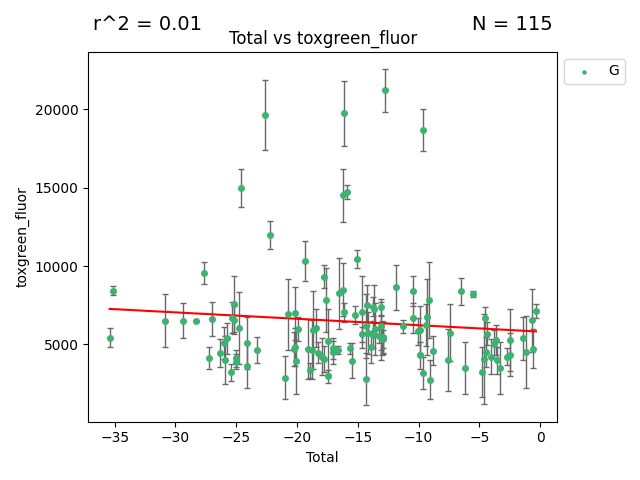 r^2 = 0.01
N = 115
Total vs toxgreen_fluor
G
20000
15000
10000
5000
toxgreen_fluor
−35 −30 −25 −20 −15 −10 −5 0
Total